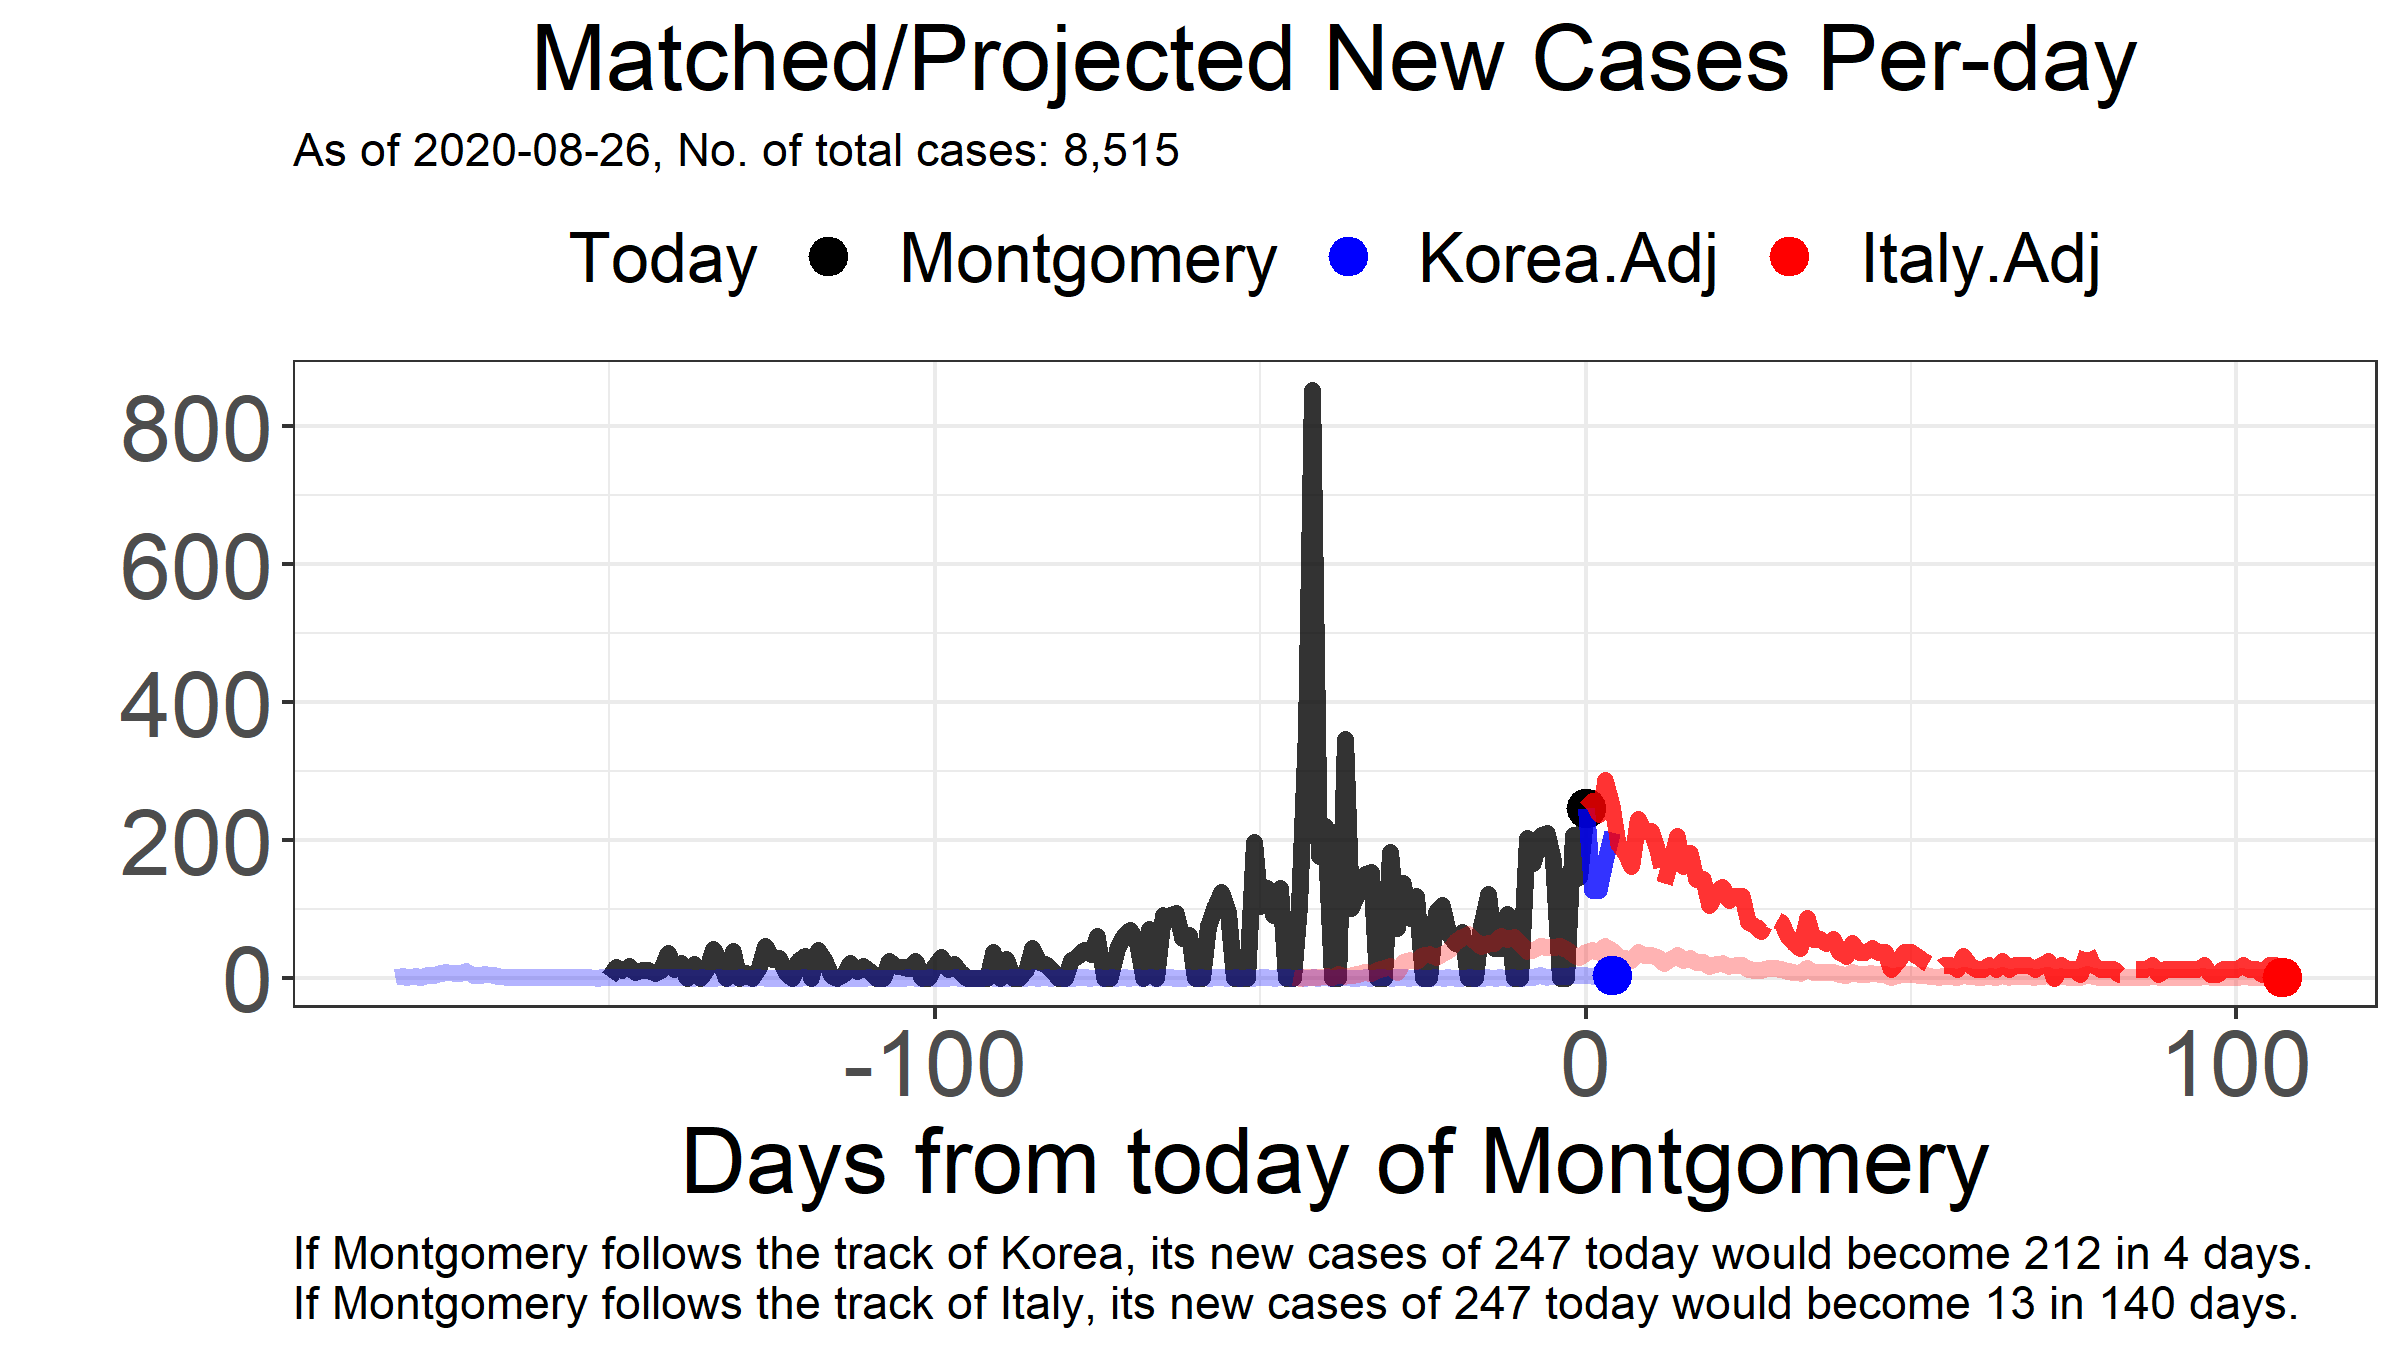 Matched/Projected New Cases Per-day
As of 2020-08-26, No. of total cases: 8,515
Today Montgomery Korea.Adj Italy.Adj
800
600
400
200
0
-100 0 100
Days from today of Montgomery
If Montgomery follows the track of Korea, its new cases of 247 today would become 212 in 4 days.
If Montgomery follows the track of Italy, its new cases of 247 today would become 13 in 140 days.